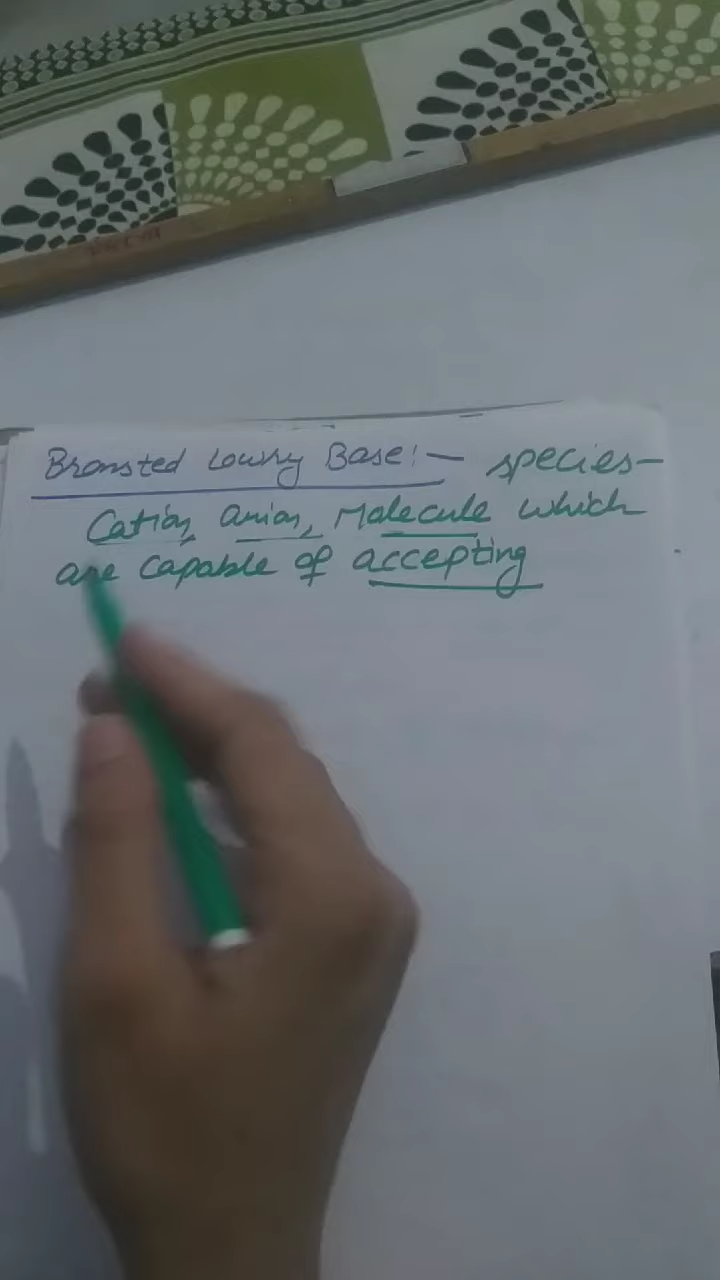 Bronsted Lowry Base:- species-
Cation, anion, Molecule which
are capable of accepting